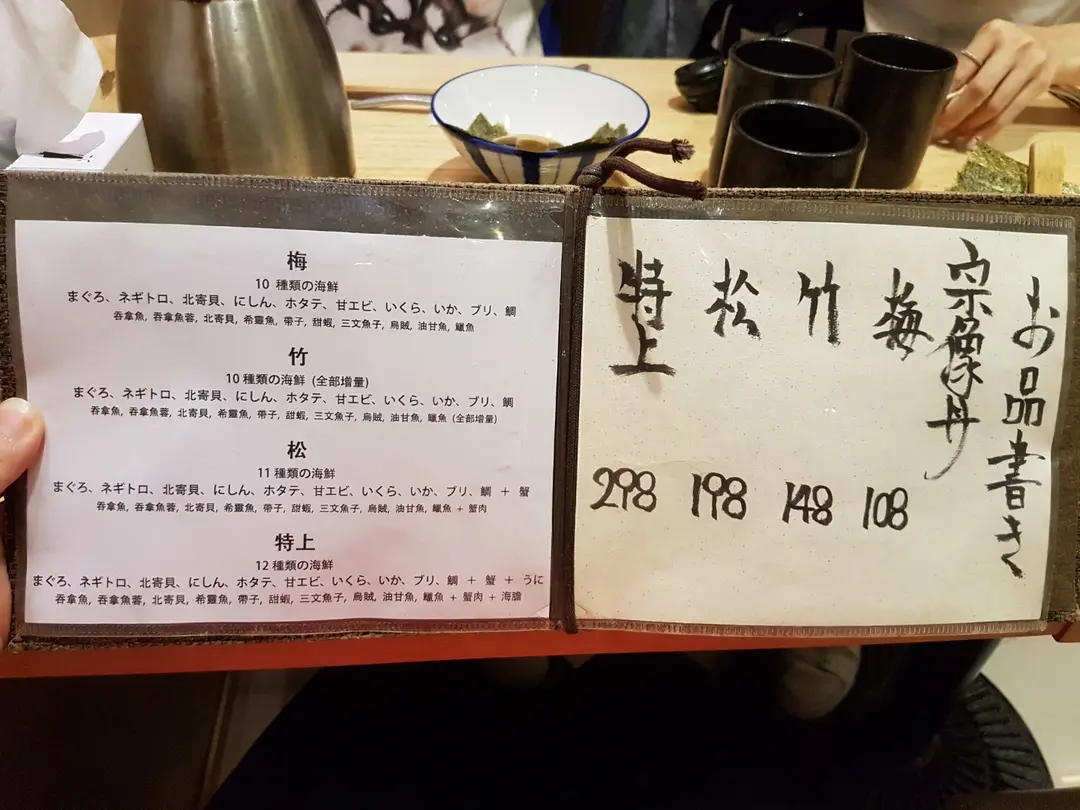 梅
10 種類の海鮮
まぐろ、ネギトロ、北寄貝、にしん、ホタテ、甘エビ、いくら、いか、ブリ、鯛
吞拿魚, 吞拿魚蓉, 北寄貝, 希靈魚, 帶子, 甜蝦, 三文魚子, 烏賊, 油甘魚, 鱲魚
竹
10 種類の海鮮 (全部増量)
まぐろ、ネギトロ、北寄貝、にしん、ホタテ、甘エビ、いくら、いか、ブリ、鯛
吞拿魚, 吞拿魚蓉, 北寄貝, 希靈魚, 帶子, 甜蝦, 三文魚子, 烏賊, 油甘魚, 鱲魚 (全部增量)
松
11 種類の海鮮
まぐろ、ネギトロ、北寄貝、にしん、ホタテ、甘エビ、いくら、いか、ブリ、鯛 + 蟹
吞拿魚, 吞拿魚蓉, 北寄貝, 希靈魚, 帶子, 甜蝦, 三文魚子, 烏賊, 油甘魚, 鱲魚 + 蟹肉
特上
12 種類の海鮮
まぐろ、ネギトロ、北寄貝、にしん、ホタテ、甘エビ、いくら、いか、ブリ、鯛 + 蟹 + うに
吞拿魚, 吞拿魚蓉, 北寄貝, 希靈魚, 帶子, 甜蝦, 三文魚子, 烏賊, 油甘魚, 鱲魚 + 蟹肉 + 海膽
お品書き
宗像丼
梅 108
竹 148
松 198
特上 298